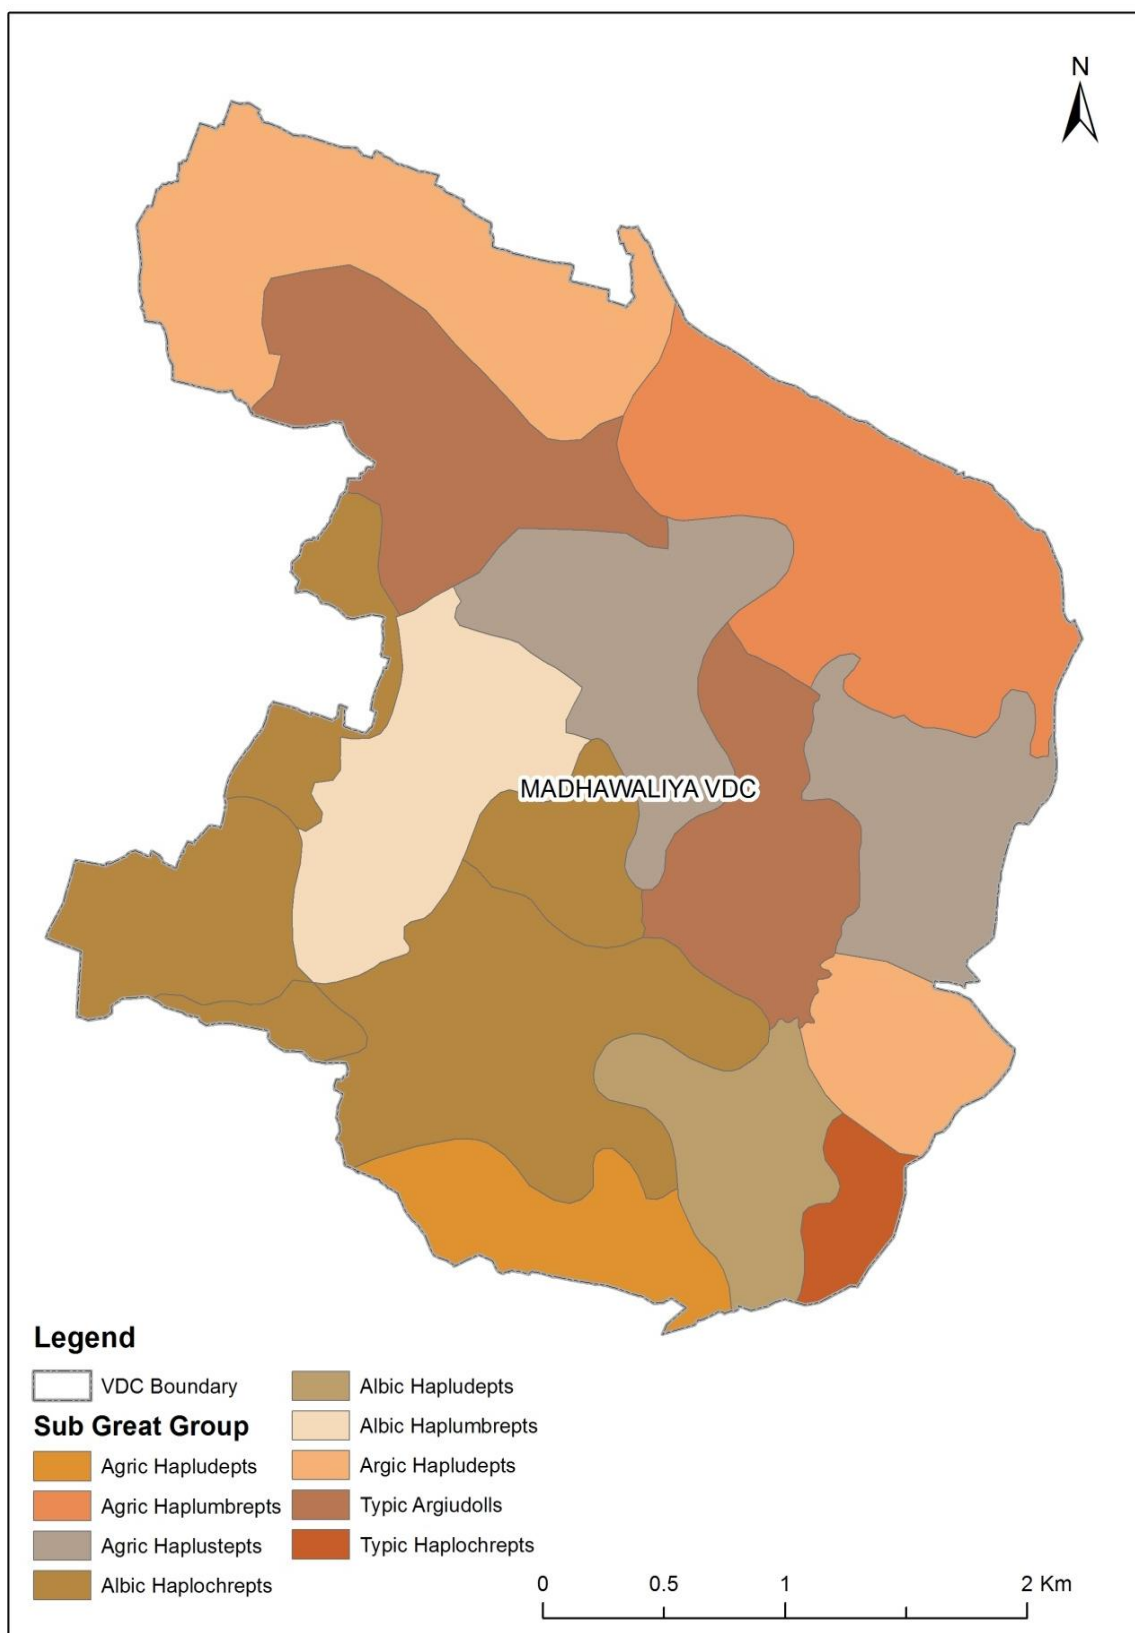 N
MADHAWALIYA VDC
Legend
VDC Boundary
Sub Great Group
Agric Hapludepts
Agric Haplumbrepts
Agric Haplustepts
Albic Haplochrepts
Albic Hapludepts
Albic Haplumbrepts
Argic Hapludepts
Typic Argiudolls
Typic Haplochrepts
0 0.5 1 2 Km